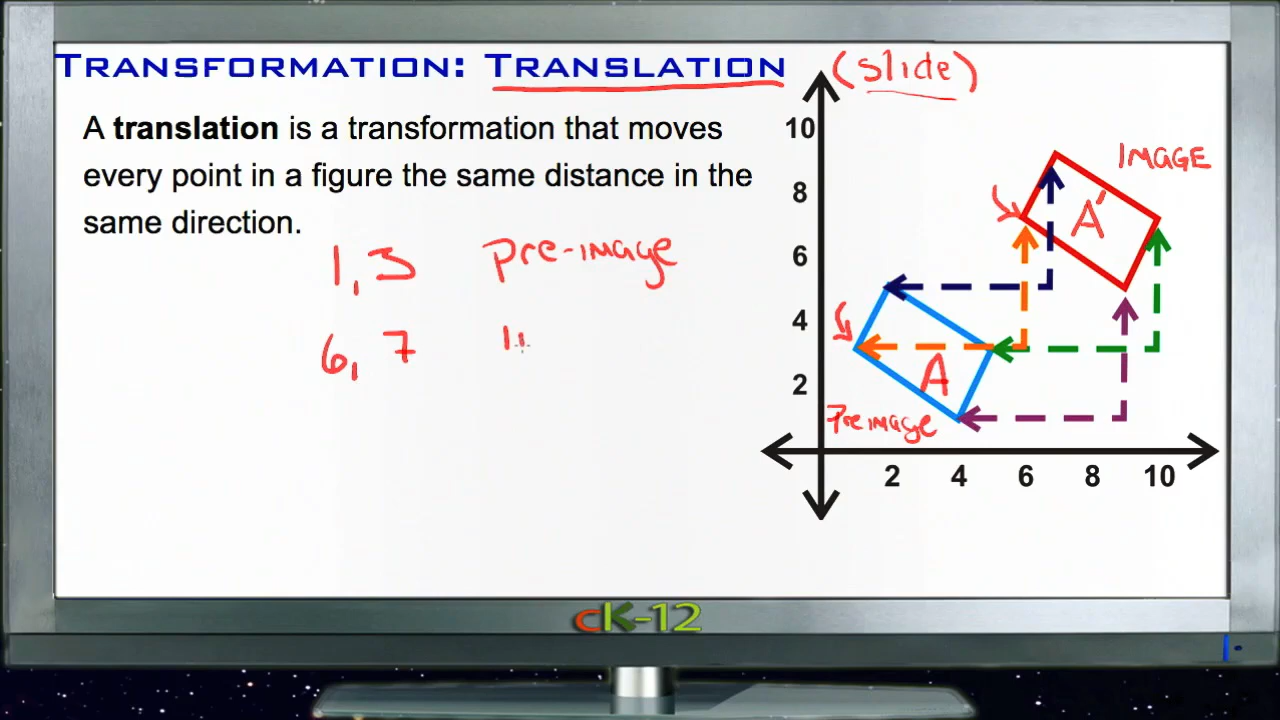 TRANSFORMATION: TRANSLATION (slide)
A translation is a transformation that moves
every point in a figure the same distance in the
same direction.
1, 3 pre-image
6, 7
10
8
6
4
2
2 4 6 8 10
IMAGE
A'
A
Pre image
cK-12